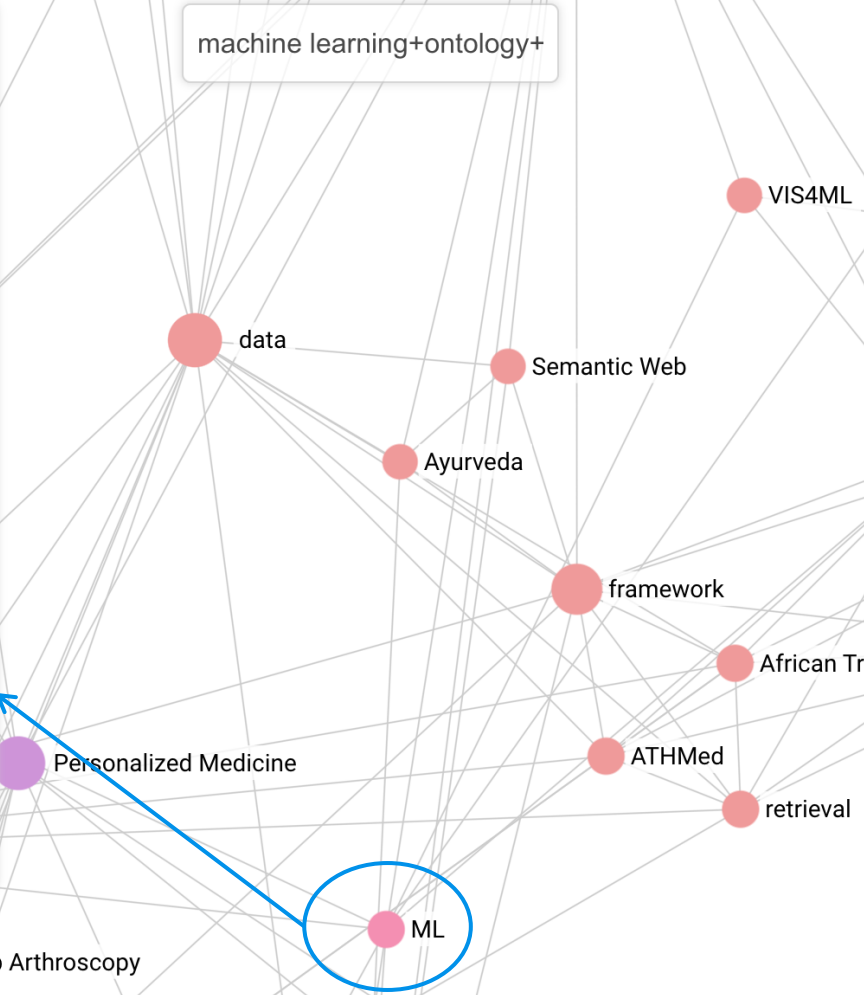 machine learning+ontology+
VIS4ML
data
Semantic Web
Ayurveda
framework
African Tr
ATHMed
Personalized Medicine
retrieval
ML
Arthroscopy